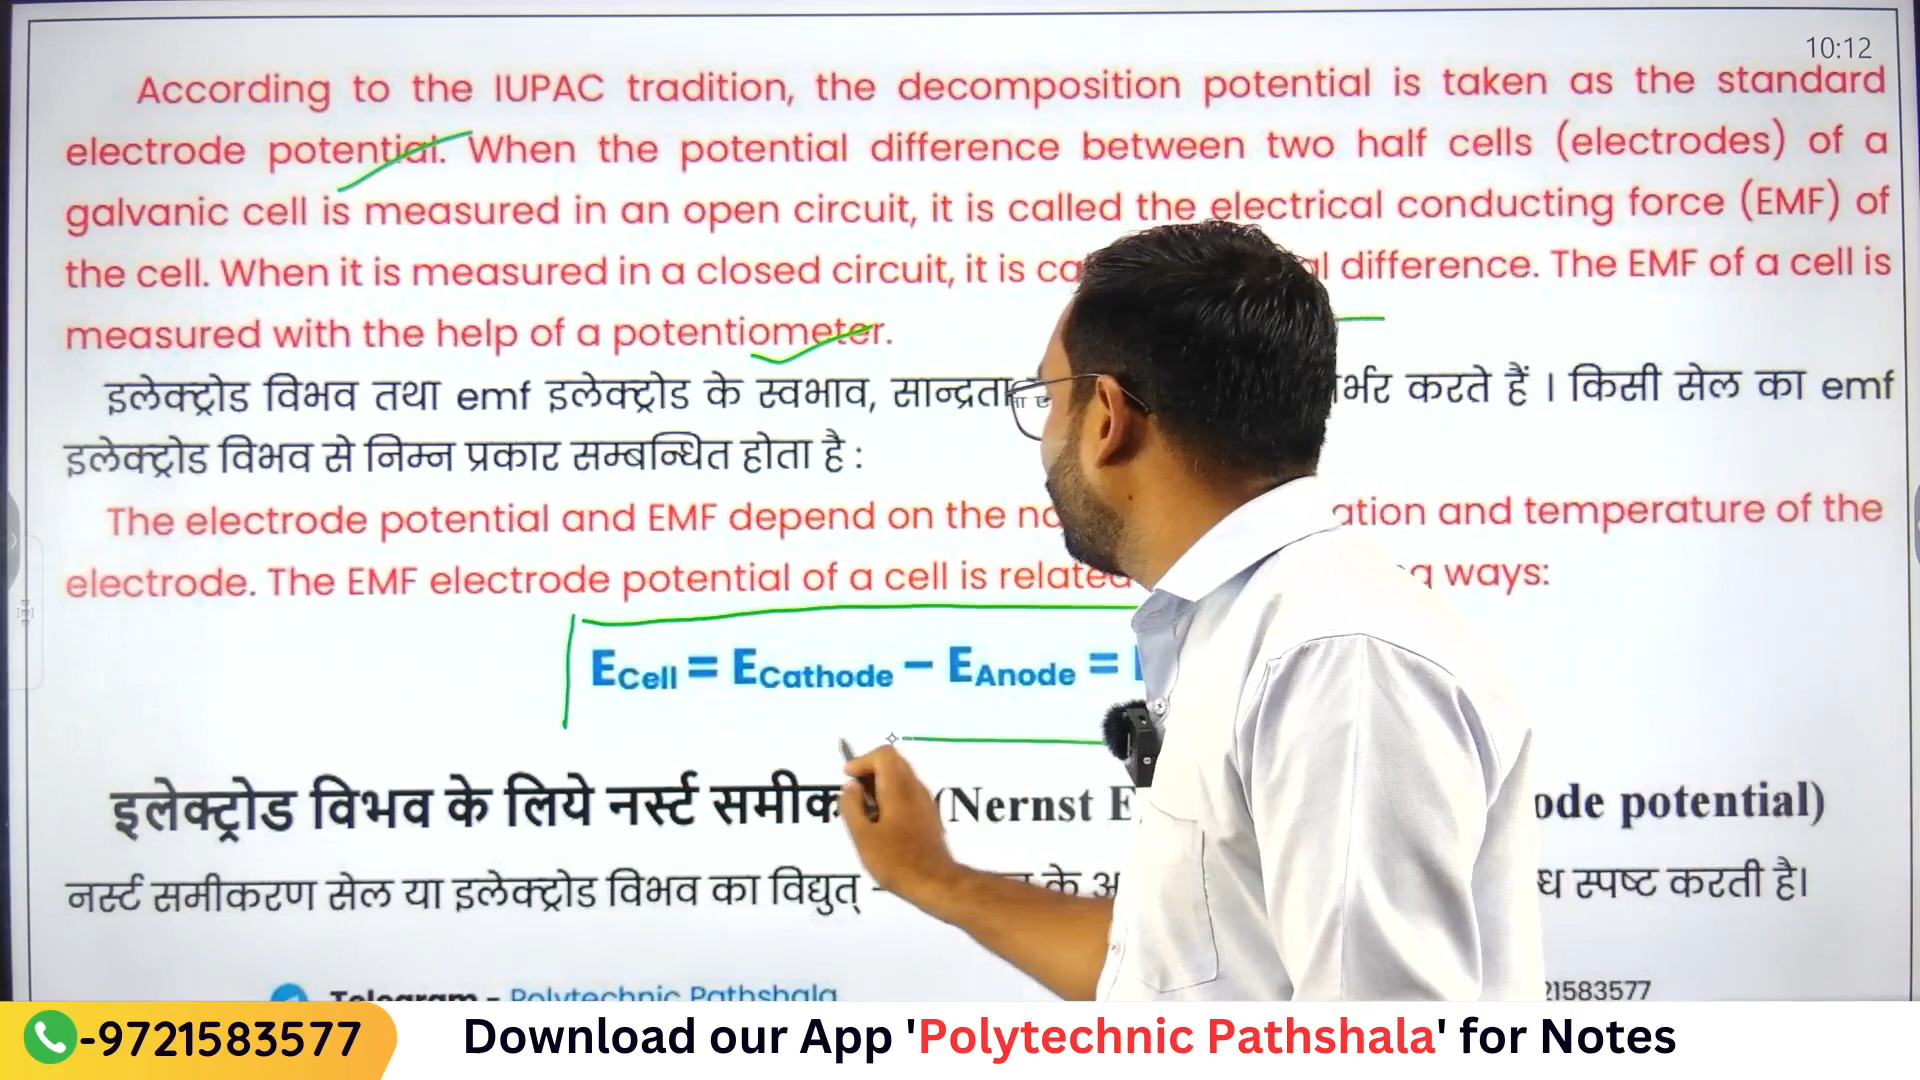 10:12
According to the IUPAC tradition, the decomposition potential is taken as the standard
electrode potential. When the potential difference between two half cells (electrodes) of a
galvanic cell is measured in an open circuit, it is called the electrical conducting force (EMF) of
the cell. When it is measured in a closed circuit, it is difference. The EMF of a cell is
measured with the help of a potentiometer.
इलेक्ट्रोड विभव तथा emf इलेक्ट्रोड के स्वभाव, सान्द्रता करते हैं । किसी सेल का emf
इलेक्ट्रोड विभव से निम्न प्रकार सम्बन्धित होता है :
The electrode potential and EMF depend on the and temperature of the
electrode. The EMF electrode potential of a cell is related ways:
ECell = ECathode – EAnode =
इलेक्ट्रोड विभव के लिये नर्स्ट (Nernst potential)
नर्स्ट समीकरण सेल या इलेक्ट्रोड विभव का विद्युत् के स्पष्ट करती है।
Telegram - Polytechnic Pathshala
-9721583577 Download our App 'Polytechnic Pathshala' for Notes